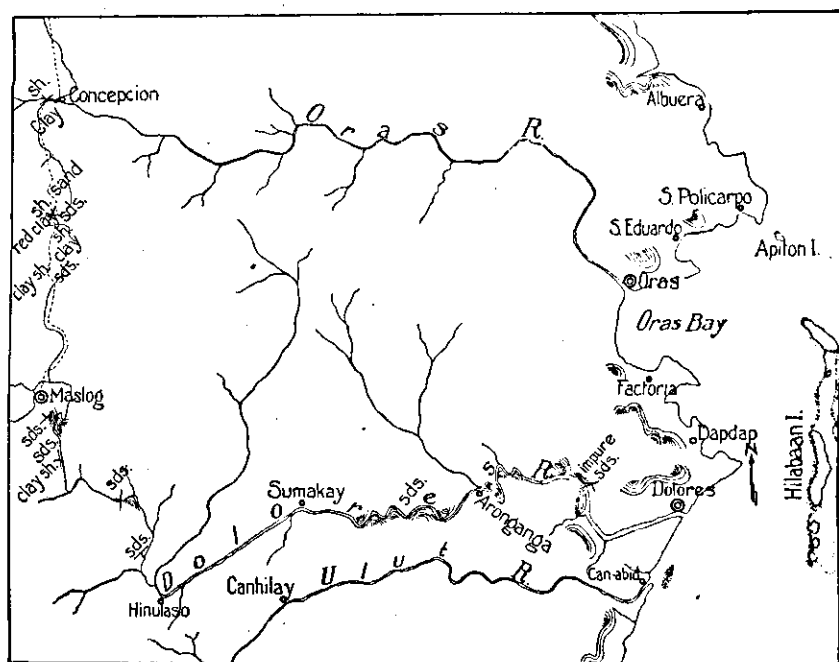 sh.
Concepcion
Clay
Oras R.
Albuera
sh. sand
red clay
sh. sds.
clay sh. clay
sds.
S. Policarpo
S. Eduardo
Apiton I.
Oras
Oras Bay
Maslog
Factoria
Hilabaan I.
sds.
sds.
clay sh.
Dapdap
N
impure
sds.
sds.
Sumakay
sds.
Dolores R.
Aronganga
Dolores
sds.
Hinulaso
Canhilay
Ulut R.
Can-abid